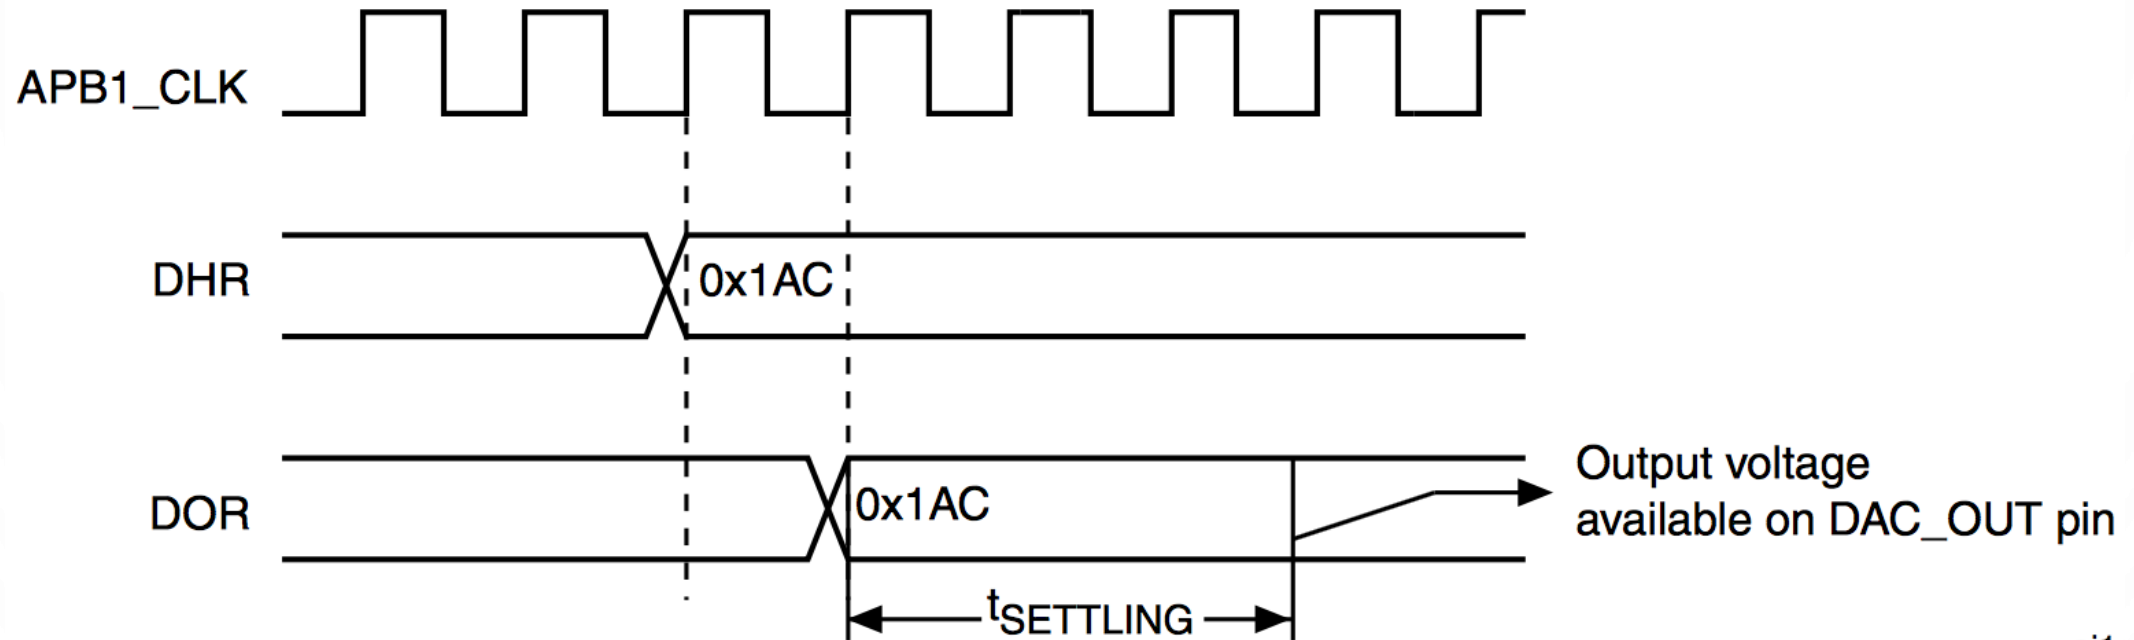 APB1_CLK
DHR
0x1AC
DOR
0x1AC
Output voltage
available on DAC_OUT pin
tSETTLING